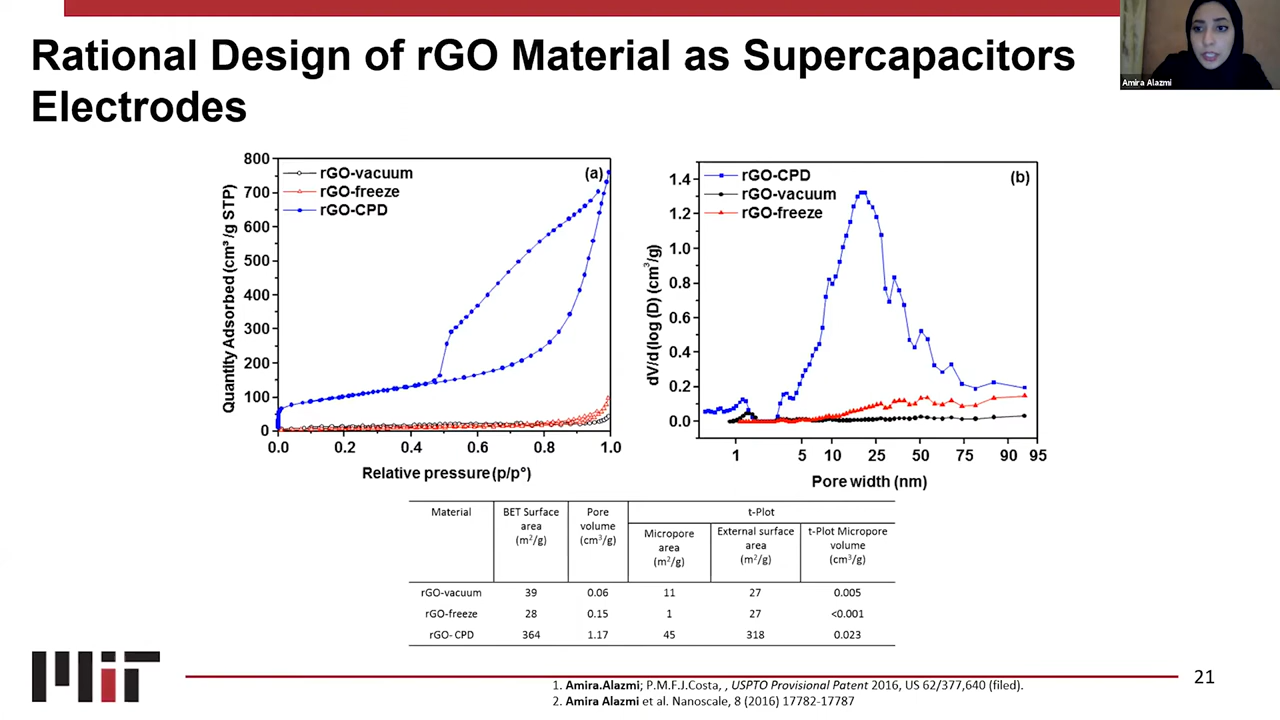 Rational Design of rGO Material as Supercapacitors
Electrodes
Amira Alazmi
800
700
600
500
400
300
200
100
0
Quantity Adsorbed (cm³/g STP)
rGO-vacuum
rGO-freeze
rGO-CPD
(a)
0.0 0.2 0.4 0.6 0.8 1.0
Relative pressure (p/p°)
1.4
1.2
1.0
0.8
0.6
0.4
0.2
0.0
dV/d(log (D) (cm³/g)
rGO-CPD
rGO-vacuum
rGO-freeze
(b)
1 5 10 25 50 75 90 95
Pore width (nm)
Material
BET Surface
area
(m²/g)
Pore
volume
(cm³/g)
t-Plot
Micropore
area
(m²/g)
External surface
area
(m²/g)
t-Plot Micropore
volume
(cm³/g)
rGO-vacuum 39 0.06 11 27 0.005
rGO-freeze 28 0.15 1 27 <0.001
rGO- CPD 364 1.17 45 318 0.023
MIT
21
1. Amira.Alazmi; P.M.F.J.Costa, , USPTO Provisional Patent 2016, US 62/377,640 (filed).
2. Amira Alazmi et al. Nanoscale, 8 (2016) 17782-17787